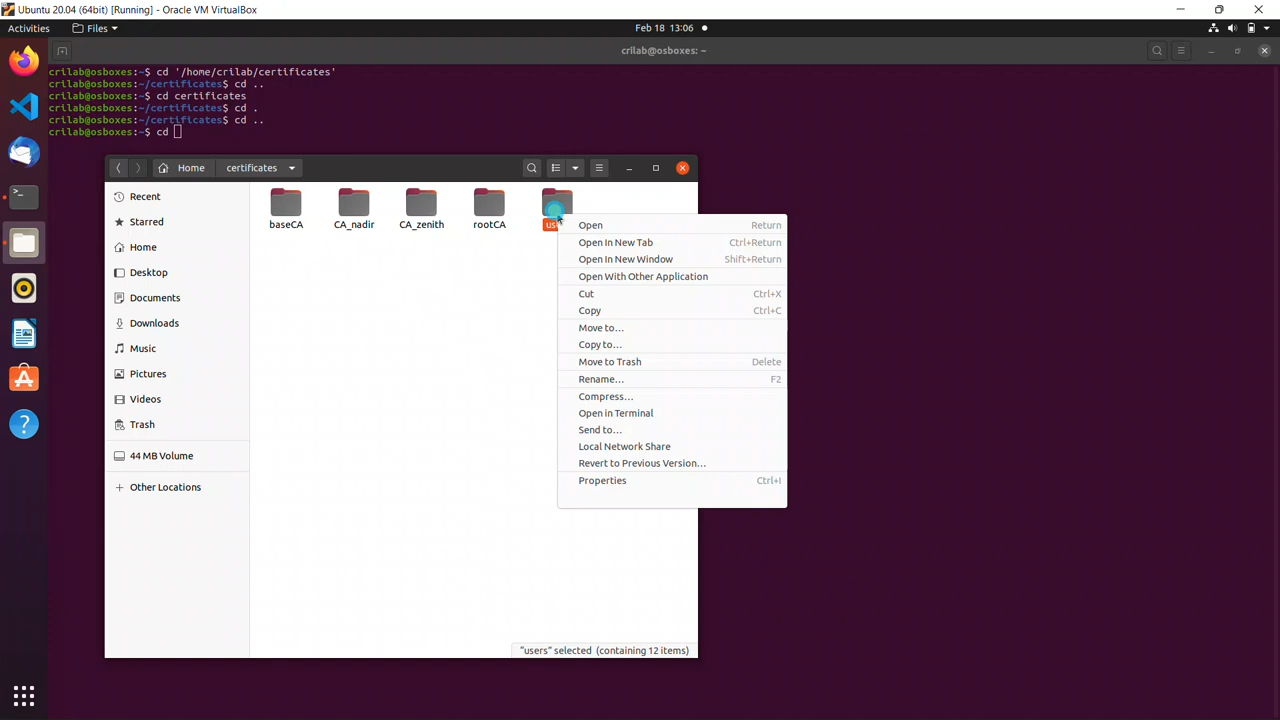 Ubuntu 20.04 (64bit) [Running] - Oracle VM VirtualBox
Activities Files Feb 18 13:06
crilab@osboxes: ~
crilab@osboxes:~$ cd '/home/crilab/certificates'
crilab@osboxes:~/certificates$ cd ..
crilab@osboxes:~$ cd certificates
crilab@osboxes:~/certificates$ cd .
crilab@osboxes:~/certificates$ cd ..
crilab@osboxes:~$ cd
Home certificates
Recent
Starred
Home
Desktop
Documents
Downloads
Music
Pictures
Videos
Trash
44 MB Volume
+ Other Locations
baseCA CA_nadir CA_zenith rootCA
Open Return
Open In New Tab Ctrl+Return
Open In New Window Shift+Return
Open With Other Application
Cut Ctrl+X
Copy Ctrl+C
Move to...
Copy to...
Move to Trash Delete
Rename... F2
Compress...
Open in Terminal
Send to...
Local Network Share
Revert to Previous Version...
Properties Ctrl+I
"users" selected (containing 12 items)